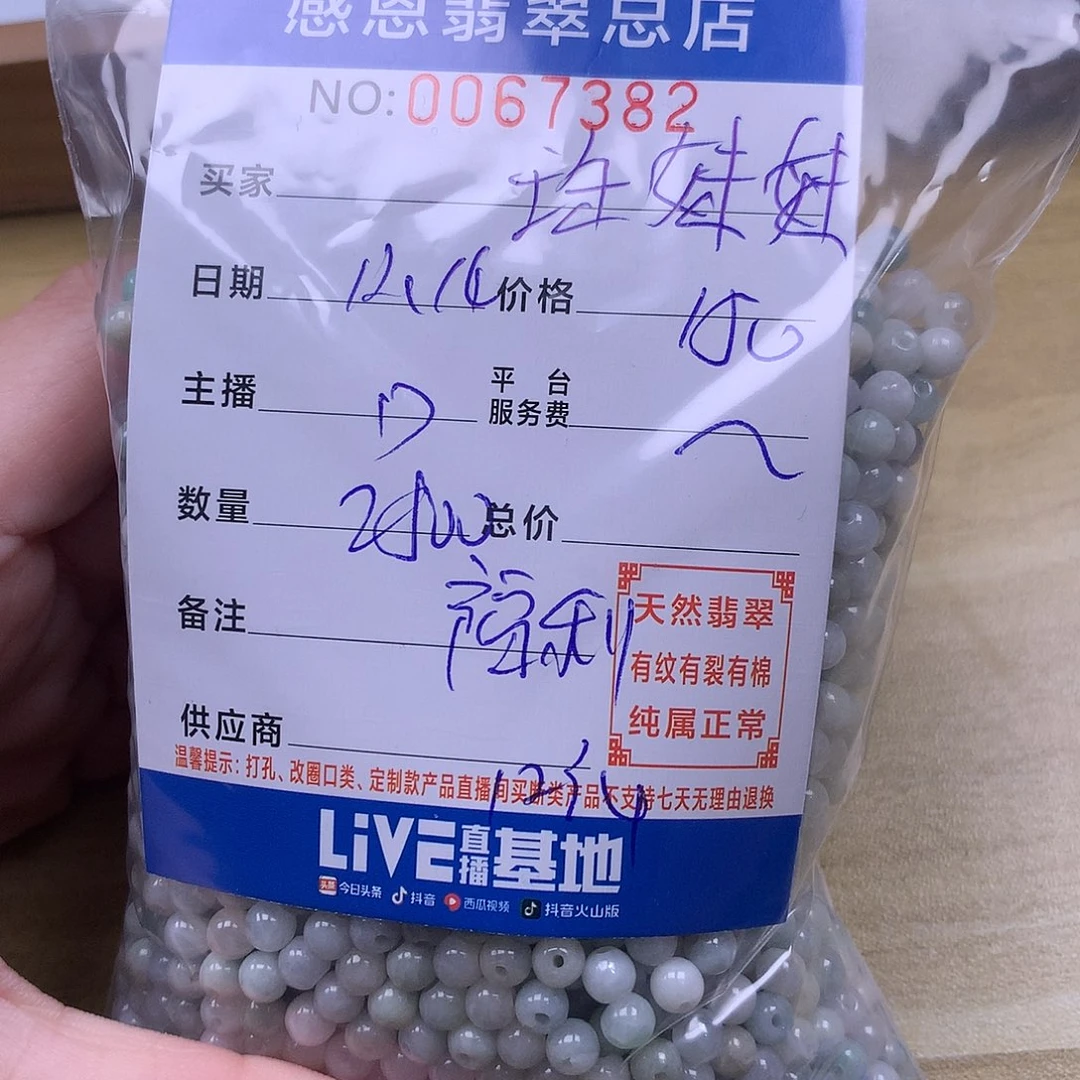 感恩翡翠总店
NO:0067382
买家
日期 12.14 价格 150
主播 平台服务费
数量 总价
备注
天然翡翠
有纹有裂有棉
纯属正常
供应商
温馨提示:打孔、改圈口类、定制款产品直播间买断类产品不支持七天无理由退换
LiVE直播基地
头条 今日头条 抖音 西瓜视频 抖音火山版